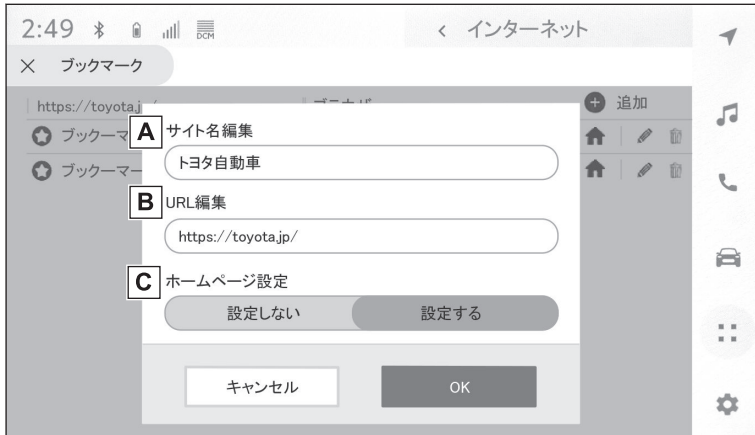 2:49 DCM < インターネット
× ブックマーク
https://toyota.j
追加
ブックーマ
ブックーマー
A サイト名編集
トヨタ自動車
B URL編集
https://toyota.jp/
C ホームページ設定
設定しない 設定する
キャンセル OK